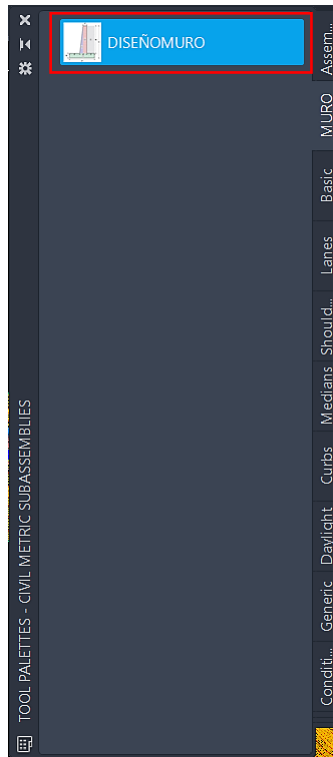 DISEÑOMURO
TOOL PALETTES - CIVIL METRIC SUBASSEMBLIES
Assem...
MURO
Basic
Lanes
Should...
Medians
Curbs
Daylight
Generic
Conditi...